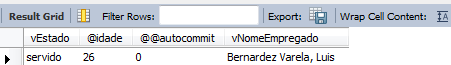 Result Grid Filter Rows: Export: Wrap Cell Content:
vEstado @idade @@autocommit vNomeEmpregado
servido 26 0 Bernardez Varela, Luis